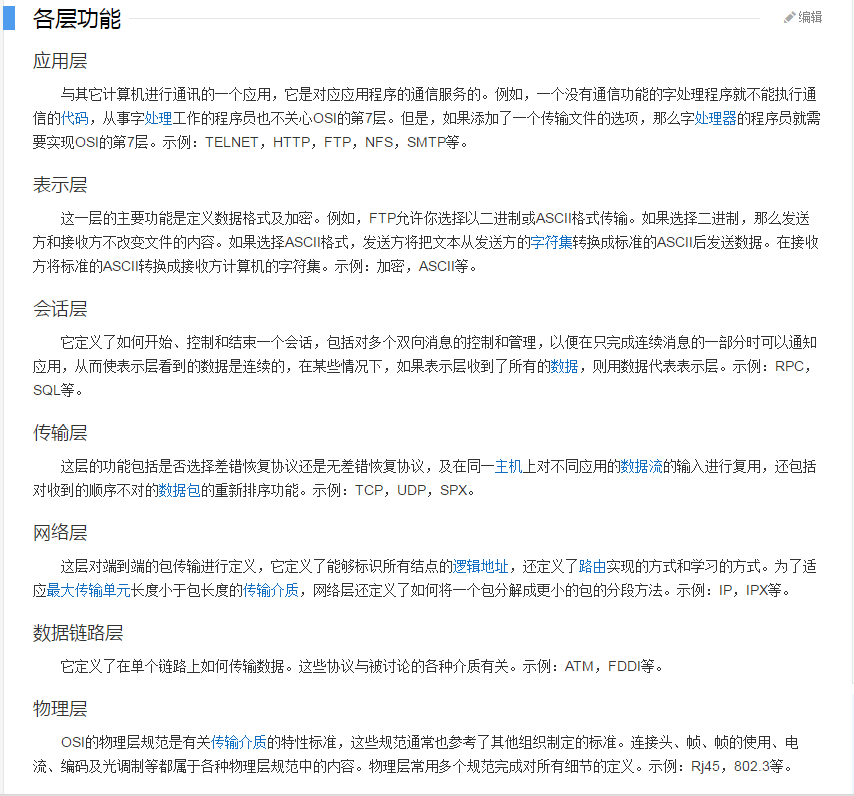 各层功能
编辑
应用层
与其它计算机进行通讯的一个应用，它是对应应用程序的通信服务的。例如，一个没有通信功能的字处理程序就不能执行通
信的代码，从事字处理工作的程序员也不关心OSI的第7层。但是，如果添加了一个传输文件的选项，那么字处理器的程序员就需
要实现OSI的第7层。示例：TELNET，HTTP，FTP，NFS，SMTP等。
表示层
这一层的主要功能是定义数据格式及加密。例如，FTP允许你选择以二进制或ASCII格式传输。如果选择二进制，那么发送
方和接收方不改变文件的内容。如果选择ASCII格式，发送方将把文本从发送方的字符集转换成标准的ASCII后发送数据。在接收
方将标准的ASCII转换成接收方计算机的字符集。示例：加密，ASCII等。
会话层
它定义了如何开始、控制和结束一个会话，包括对多个双向消息的控制和管理，以便在只完成连续消息的一部分时可以通知
应用，从而使表示层看到的数据是连续的，在某些情况下，如果表示层收到了所有的数据，则用数据代表表示层。示例：RPC，
SQL等。
传输层
这层的功能包括是否选择差错恢复协议还是无差错恢复协议，及在同一主机上对不同应用的数据流的输入进行复用，还包括
对收到的顺序不对的数据包的重新排序功能。示例：TCP，UDP，SPX。
网络层
这层对端到端的包传输进行定义，它定义了能够标识所有结点的逻辑地址，还定义了路由实现的方式和学习的方式。为了适
应最大传输单元长度小于包长度的传输介质，网络层还定义了如何将一个包分解成更小的包的分段方法。示例：IP，IPX等。
数据链路层
它定义了在单个链路上如何传输数据。这些协议与被讨论的各种介质有关。示例：ATM，FDDI等。
物理层
OSI的物理层规范是有关传输介质的特性标准，这些规范通常也参考了其他组织制定的标准。连接头、帧、帧的使用、电
流、编码及光调制等都属于各种物理层规范中的内容。物理层常用多个规范完成对所有细节的定义。示例：Rj45，802.3等。